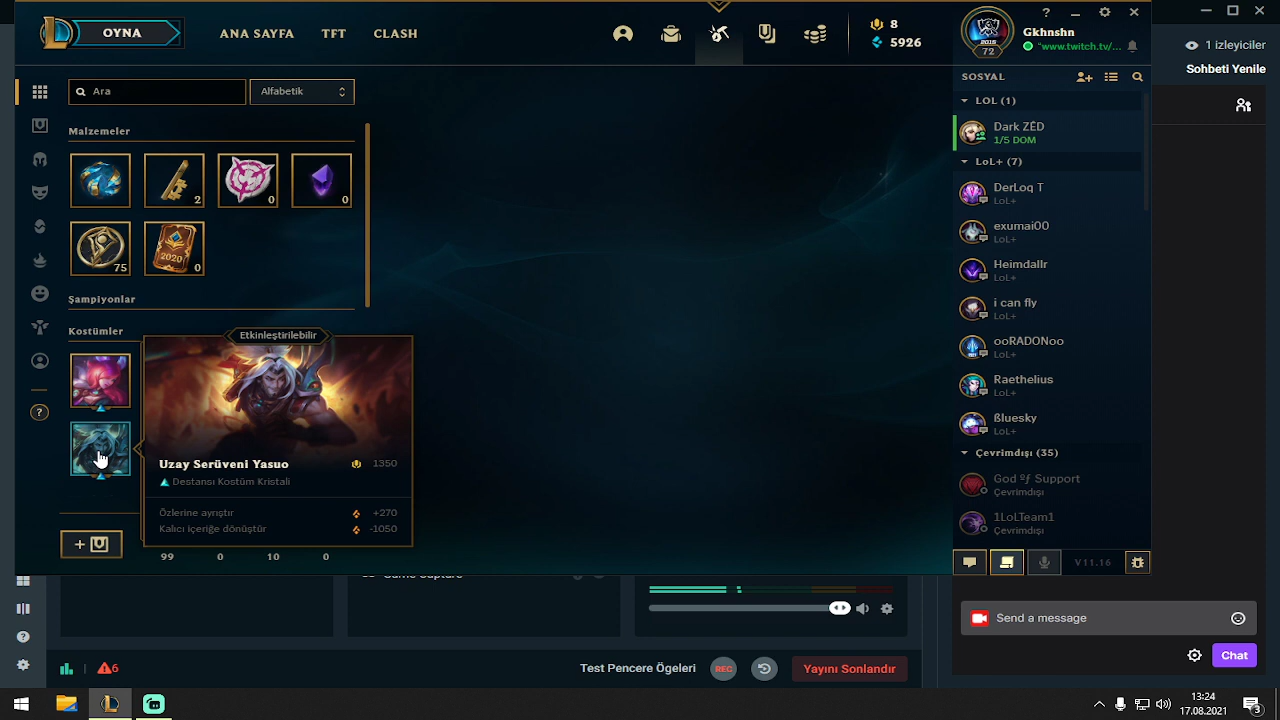 OYNA
ANA SAYFA
TFT
CLASH
8
5926
2015
72
?
Gkhnshn
"www.twitch.tv/...
1 izleyiciler
Sohbeti Yenile
Ara
Alfabetik
SOSYAL
Malzemeler
2
0
0
75
2020
0
Şampiyonlar
Kostümler
?
LOL (1)
Dark ZÉD
1/5 DOM
LoL+ (7)
DerLoq T
LoL+
exumai00
LoL+
Heimdallr
LoL+
i can fly
LoL+
ooRADONoo
LoL+
Raethelius
LoL+
ßluesky
LoL+
Çevrimdışı (35)
God ºƒ Support
Çevrimdışı
1LoLTeam1
Çevrimdışı
V11.16
Etkinleştirilebilir
Uzay Serüveni Yasuo
1350
Destansı Kostüm Kristali
Özlerine ayrıştır
+270
Kalıcı içeriğe dönüştür
-1050
+
99
0
10
0
Game Capture
?
6
Test Pencere Ögeleri
REC
Yayını Sonlandır
Send a message
Chat
13:24
17.08.2021
3